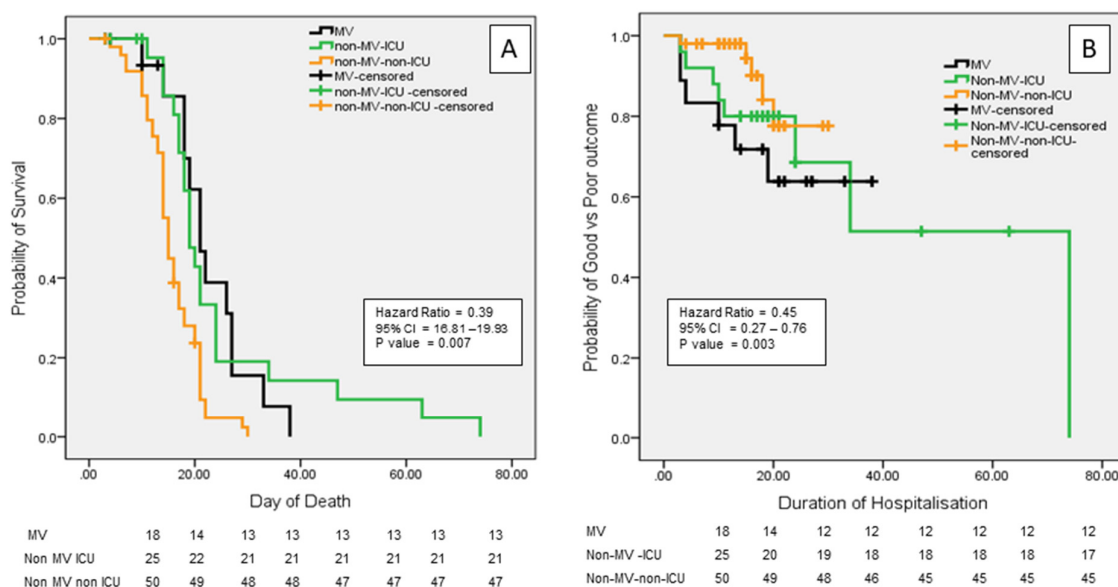 A
MV
non-MV-ICU
non-MV-non-ICU
MV-censored
non-MV-ICU -censored
non-MV-non-ICU -censored
Probability of Survival
1.0
0.8
0.6
0.4
0.2
0.0
Hazard Ratio = 0.39
95% CI = 16.81 –19.93
P value = 0.007
.00 20.00 40.00 60.00 80.00
Day of Death
MV 18 14 13 13 13 13 13 13
Non MV ICU 25 22 21 21 21 21 21 21
Non MV non ICU 50 49 48 48 47 47 47 47
B
MV
Non-MV-ICU
Non-MV-non-ICU
MV-censored
Non-MV-ICU-censored
Non-MV-non-ICU-
censored
Probability of Good vs Poor outcome
1.0
0.8
0.6
0.4
0.2
0.0
Hazard Ratio = 0.45
95% CI = 0.27 – 0.76
P value = 0.003
.00 20.00 40.00 60.00 80.00
Duration of Hospitalisation
MV 18 14 12 12 12 12 12 12
Non-MV -ICU 25 20 19 18 18 18 18 17
Non-MV-non-ICU 50 49 48 46 45 45 45 45